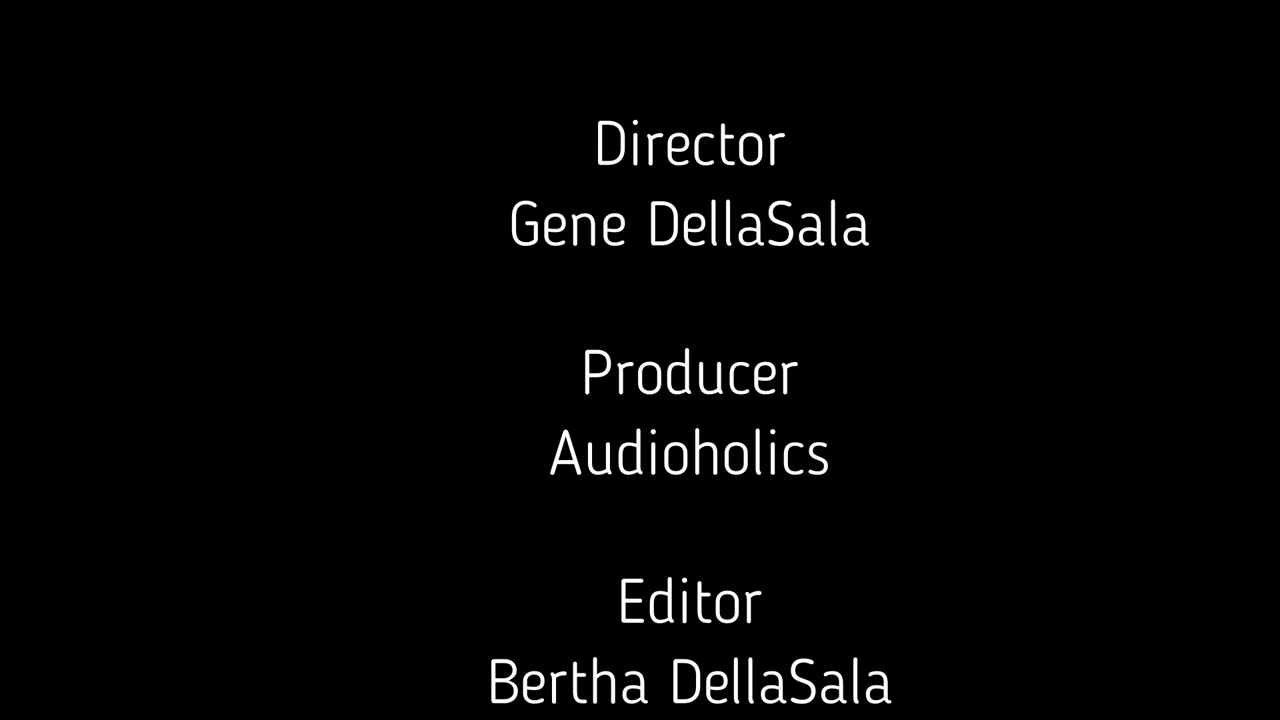 Director
Gene DellaSala
Producer
Audioholics
Editor
Bertha DellaSala